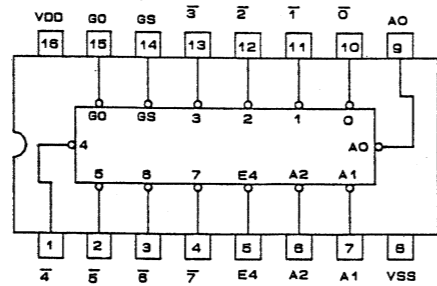 VDD GO GS 3̅ 2̅ 1̅ 0̅ AO
16 15 14 13 12 11 10 9
GO GS 3 2 1 0
4 AO
5 6 7 E4 A2 A1
1 2 3 4 5 6 7 8
4̅ 5̅ 6̅ 7̅ E4 A2 A1 VSS